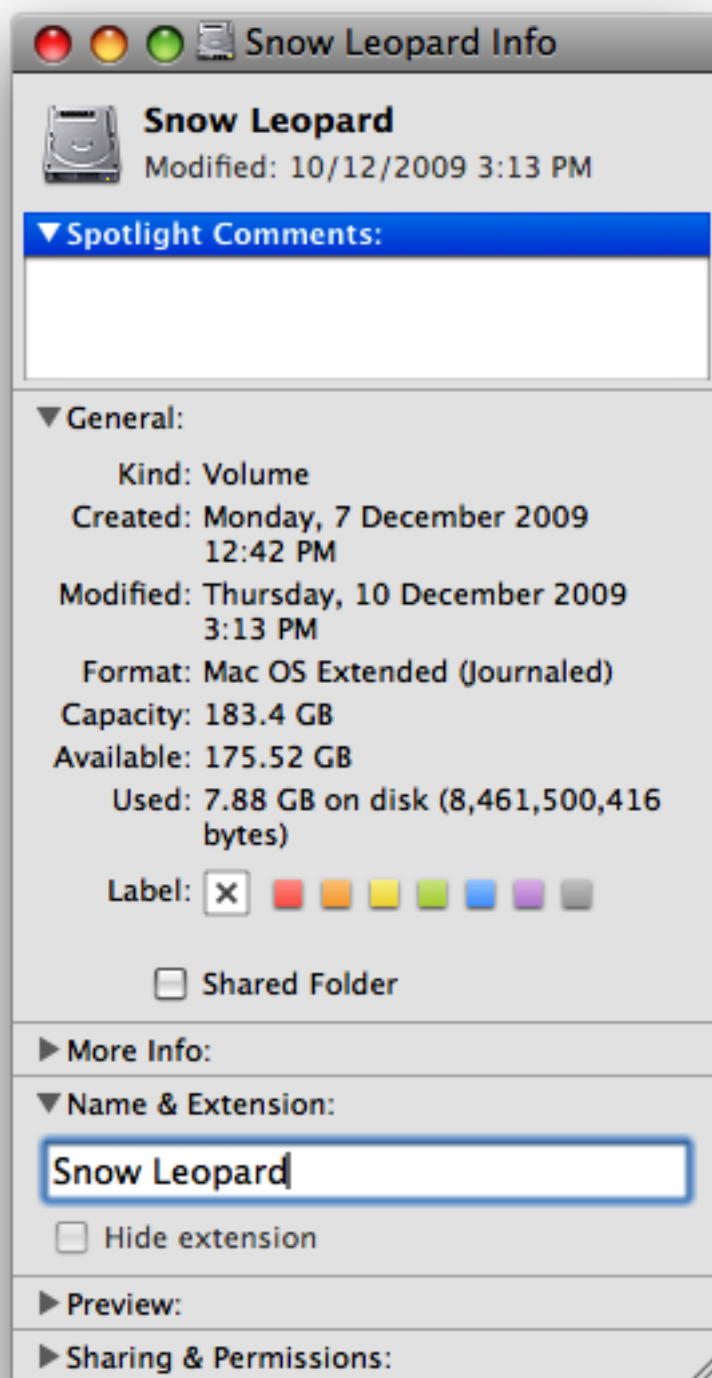 Snow Leopard Info
Snow Leopard
Modified: 10/12/2009 3:13 PM
Spotlight Comments:
General:
Kind: Volume
Created: Monday, 7 December 2009
12:42 PM
Modified: Thursday, 10 December 2009
3:13 PM
Format: Mac OS Extended (Journaled)
Capacity: 183.4 GB
Available: 175.52 GB
Used: 7.88 GB on disk (8,461,500,416
bytes)
Label:
Shared Folder
More Info:
Name & Extension:
Snow Leopard
Hide extension
Preview:
Sharing & Permissions: